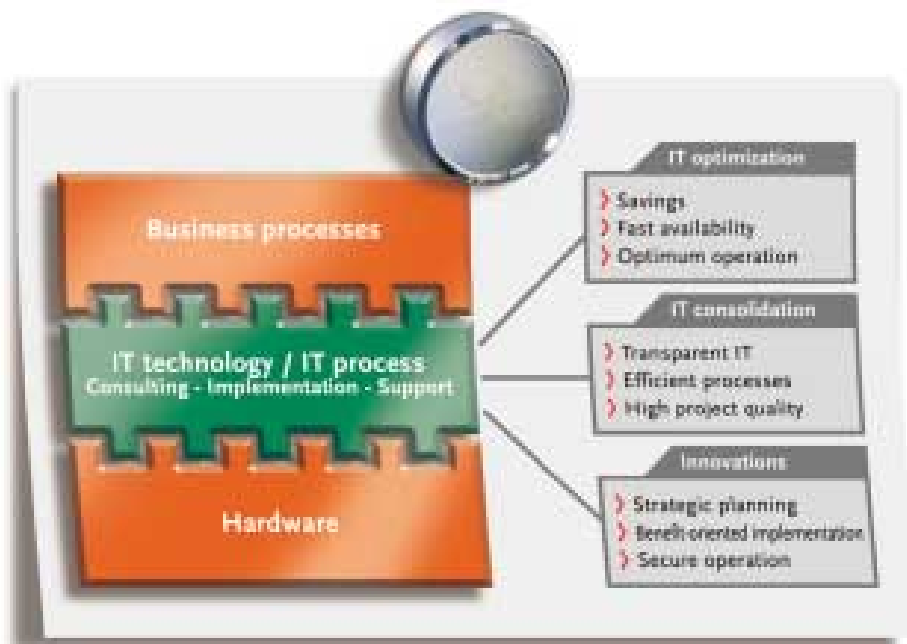 Business processes
IT technology / IT process
Consulting - Implementation - Support
Hardware
IT optimization
Savings
Fast availability
Optimum operation
IT consolidation
Transparent IT
Efficient processes
High project quality
Innovations
Strategic planning
Benefit-oriented implementation
Secure operation